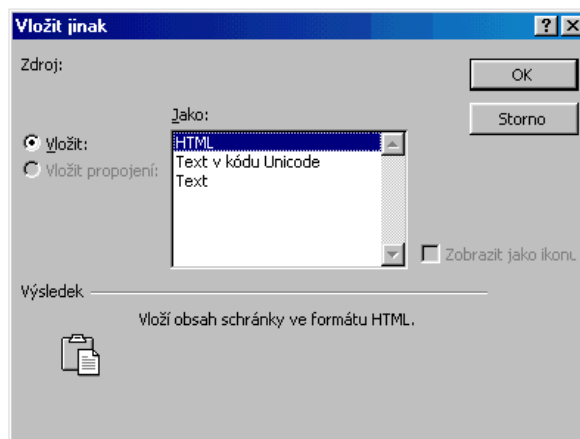 Vložit jinak
Zdroj:
OK
Jako:
Storno
Vložit:
HTML
Vložit propojení:
Text v kódu Unicode
Text
Zobrazit jako ikonu
Výsledek
Vloží obsah schránky ve formátu HTML.